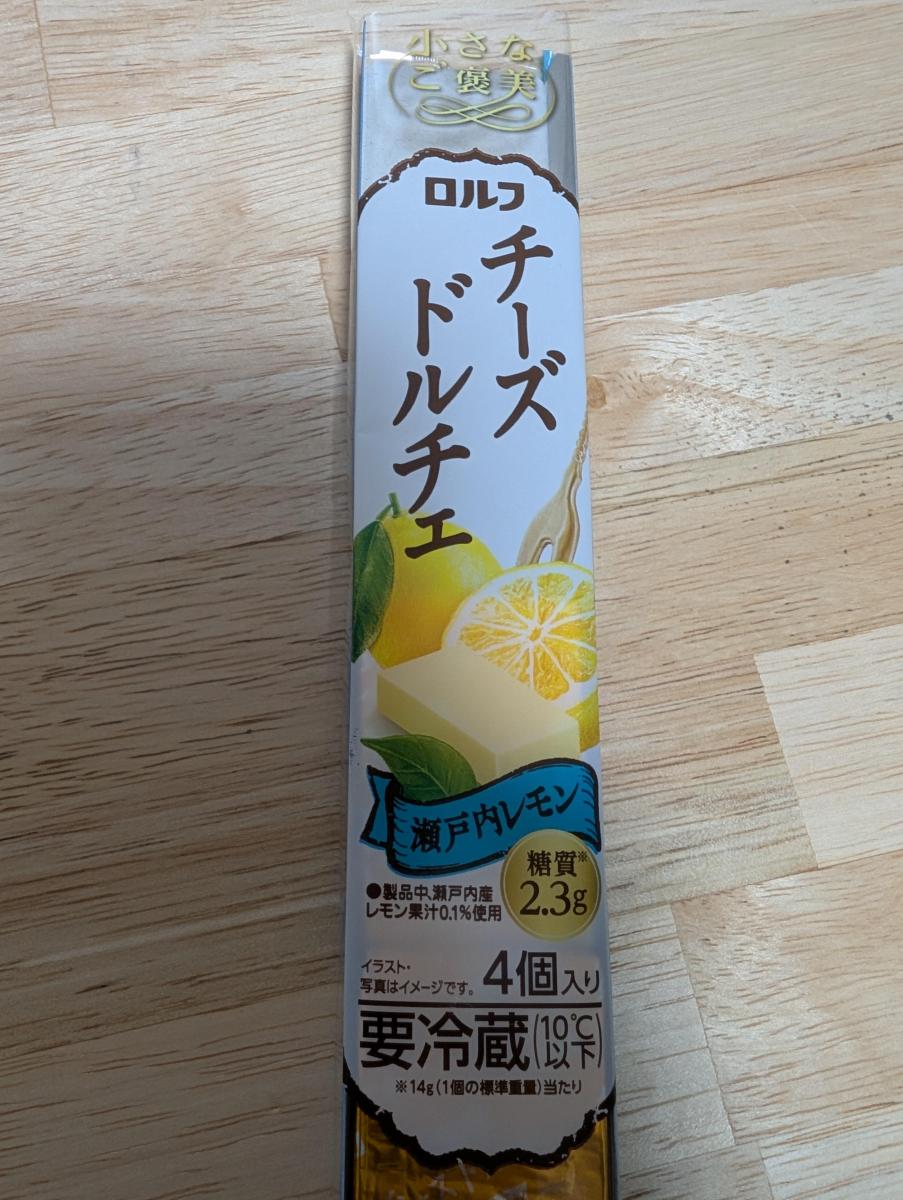 小さな
ご褒美
ロルフ
チーズ
ドルチェ
瀬戸内レモン
糖質※
2.3g
●製品中、瀬戸内産
レモン果汁0.1%使用
イラスト・
写真はイメージです。
4個入り
要冷蔵(10℃以下)
※14g(1個の標準重量)当たり